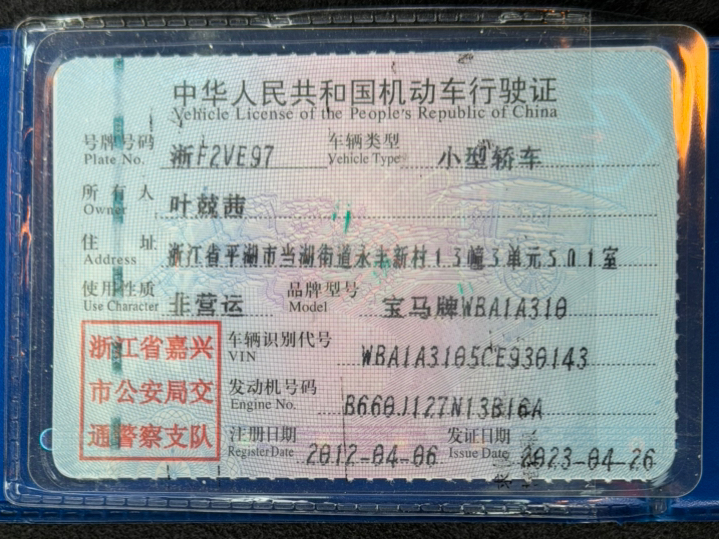 中华人民共和国机动车行驶证
Vehicle License of the People's Republic of China
号牌号码 浙F2VE97 车辆类型 小型轿车
Plate No. Vehicle Type
所有人 叶兢茜
Owner
住址 浙江省平湖市当湖街道永丰新村13幢3单元501室
Address
使用性质 非营运 品牌型号 宝马牌WBA1A310
Use Character Model
浙江省嘉兴
市公安局交
通警察支队
车辆识别代号 WBA1A3105CE930143
VIN
发动机号码 B660J127N13B16A
Engine No.
注册日期 2012-04-06 发证日期 2023-04-26
Register Date Issue Date